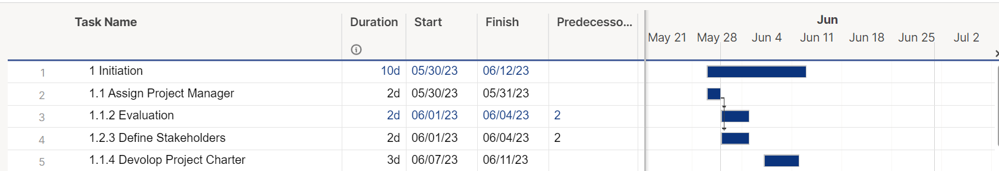 Task Name Duration Start Finish Predecesso... Jun
May 21 May 28 Jun 4 Jun 11 Jun 18 Jun 25 Jul 2
1 1 Initiation 10d 05/30/23 06/12/23
2 1.1 Assign Project Manager 2d 05/30/23 05/31/23
3 1.1.2 Evaluation 2d 06/01/23 06/04/23 2
4 1.2.3 Define Stakeholders 2d 06/01/23 06/04/23 2
5 1.1.4 Devolop Project Charter 3d 06/07/23 06/11/23